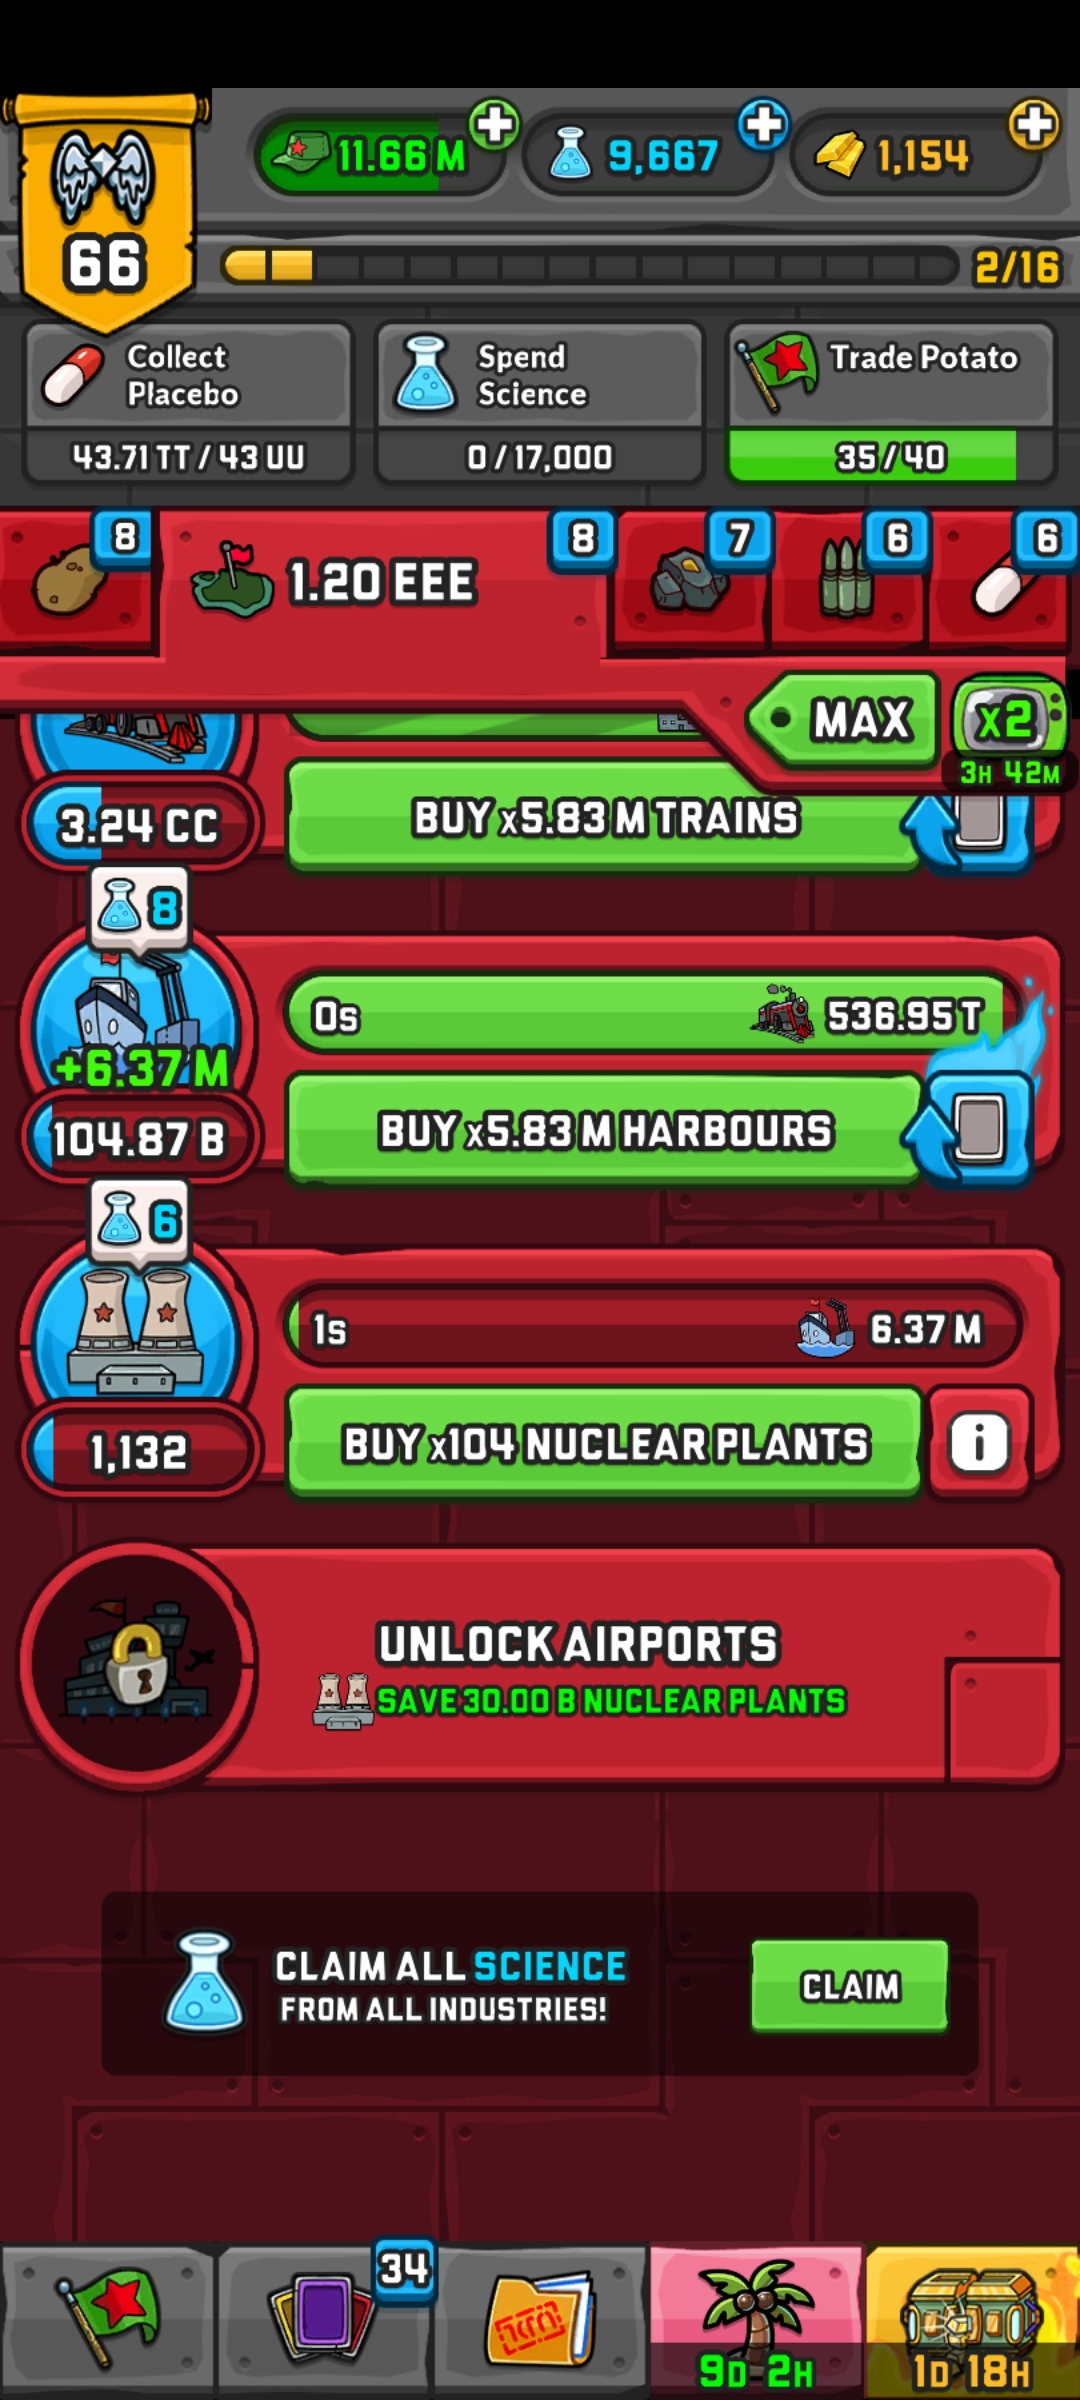 66
11.66 M
9,667
1,154
2/16
Collect
Placebo
43.71 TT / 43 UU
Spend
Science
0 / 17,000
Trade Potato
35 / 40
8
1.20 EEE
8
7
6
6
MAX
x2
3H 42M
3.24 CC
BUY x5.83 M TRAINS
8
+6.37 M
104.87 B
0s
536.95 T
BUY x5.83 M HARBOURS
6
1,132
1s
6.37 M
BUY x104 NUCLEAR PLANTS
i
UNLOCK AIRPORTS
SAVE 30.00 B NUCLEAR PLANTS
CLAIM ALL SCIENCE
FROM ALL INDUSTRIES!
CLAIM
34
9D 2H
1D 18H